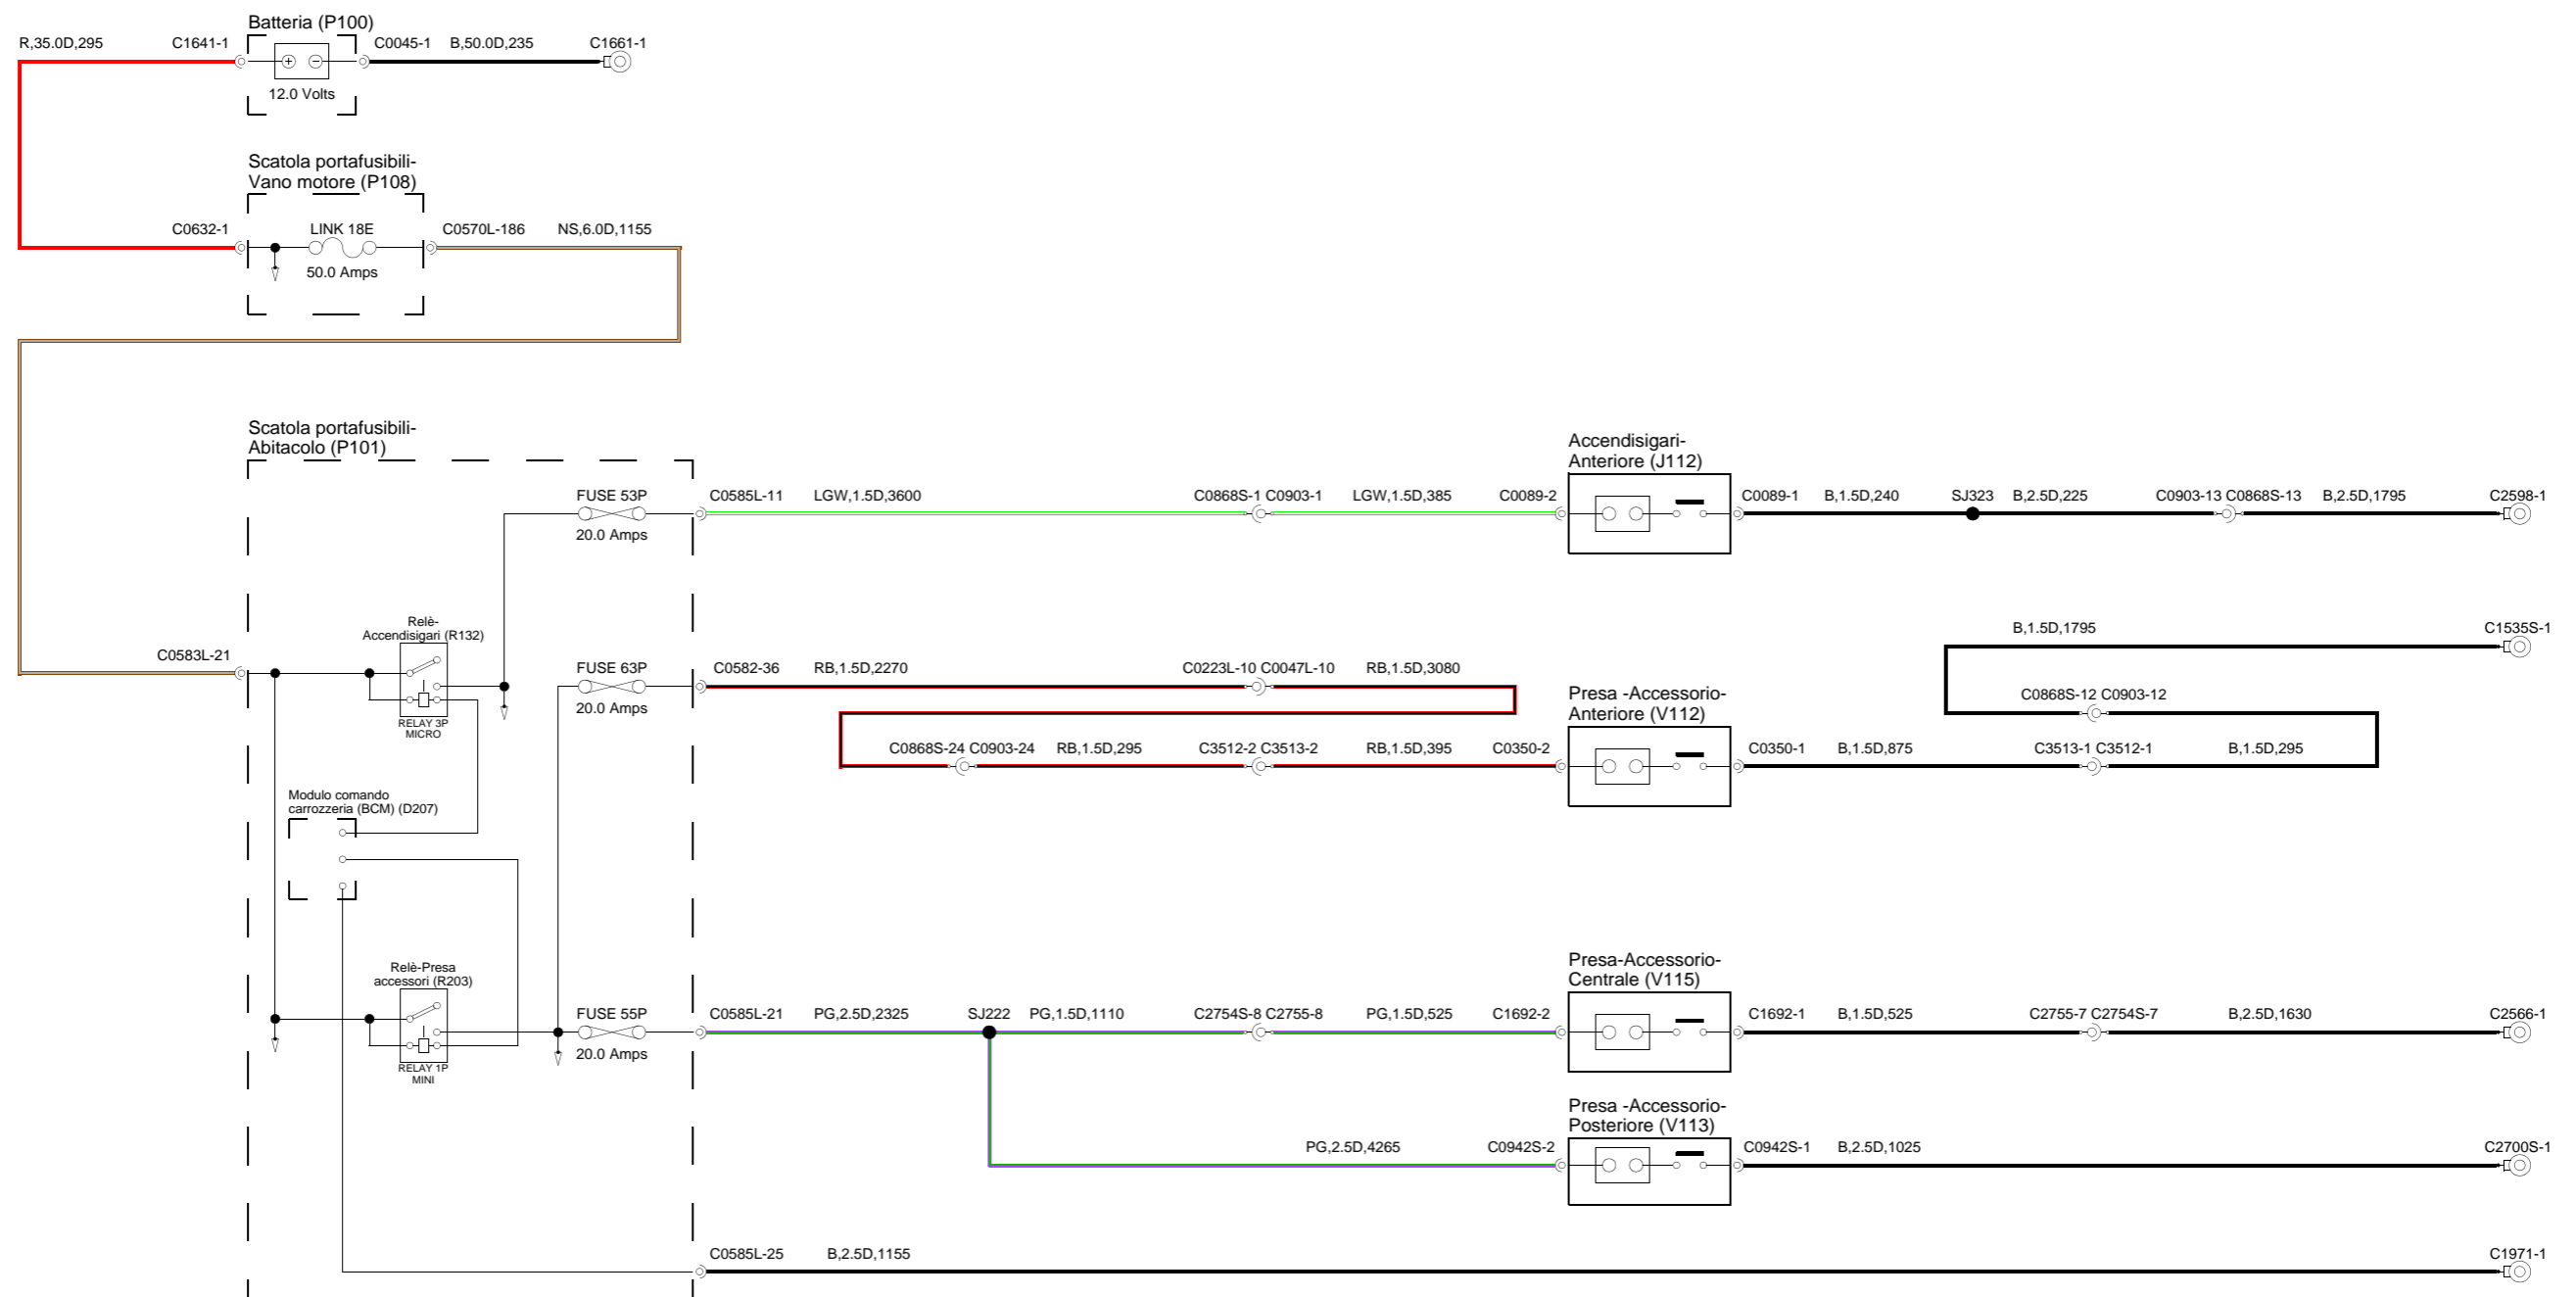 Batteria (P100)
R,35.0D,295
C1641-1
C0045-1
B,50.0D,235
C1661-1
12.0 Volts
Scatola portafusibili-
Vano motore (P108)
C0632-1
LINK 18E
C0570L-186
NS,6.0D,1155
50.0 Amps
Scatola portafusibili-
Abitacolo (P101)
Accendisigari-
Anteriore (J112)
FUSE 53P
C0585L-11
LGW,1.5D,3600
C0868S-1 C0903-1
LGW,1.5D,385
C0089-2
C0089-1
B,1.5D,240
SJ323
B,2.5D,225
C0903-13 C0868S-13
B,2.5D,1795
C2598-1
20.0 Amps
Relè-
Accendisigari (R132)
B,1.5D,1795
C1535S-1
C0583L-21
FUSE 63P
C0582-36
RB,1.5D,2270
C0223L-10 C0047L-10
RB,1.5D,3080
20.0 Amps
Presa -Accessorio-
Anteriore (V112)
C0868S-12 C0903-12
RELAY 3P
MICRO
C0868S-24 C0903-24
RB,1.5D,295
C3512-2 C3513-2
RB,1.5D,395
C0350-2
C0350-1
B,1.5D,875
C3513-1 C3512-1
B,1.5D,295
Modulo comando
carrozzeria (BCM) (D207)
Relè-Presa
accessori (R203)
Presa-Accessorio-
Centrale (V115)
FUSE 55P
C0585L-21
PG,2.5D,2325
SJ222
PG,1.5D,1110
C2754S-8 C2755-8
PG,1.5D,525
C1692-2
C1692-1
B,1.5D,525
C2755-7 C2754S-7
B,2.5D,1630
C2566-1
20.0 Amps
RELAY 1P
MINI
Presa -Accessorio-
Posteriore (V113)
PG,2.5D,4265
C0942S-2
C0942S-1
B,2.5D,1025
C2700S-1
C0585L-25
B,2.5D,1155
C1971-1